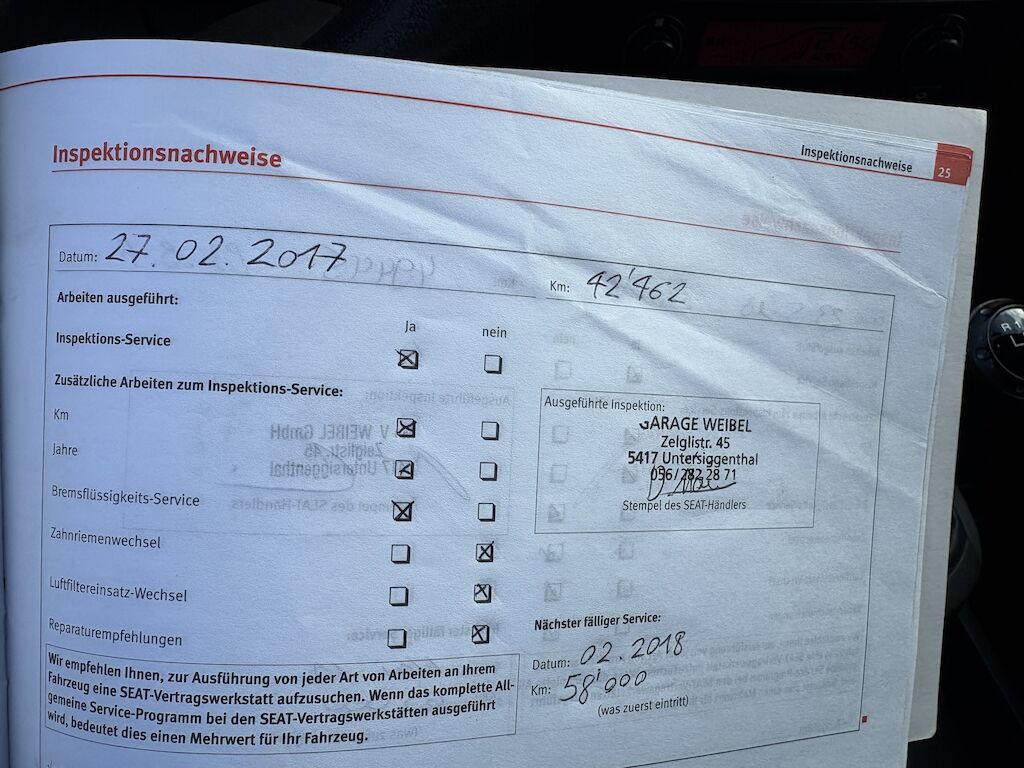 Inspektionsnachweise
25
Inspektionsnachweise
Datum: 27.02.2017
Km: 42'462
Arbeiten ausgeführt:
Ja nein
Inspektions-Service
Zusätzliche Arbeiten zum Inspektions-Service:
Km
Jahre
Bremsflüssigkeits-Service
Zahnriemenwechsel
Luftfiltereinsatz-Wechsel
Reparaturempfehlungen
Ausgeführte Inspektion:
GARAGE WEIBEL
Zelglistr. 45
5417 Untersiggenthal
056/282 28 71
Stempel des SEAT-Händlers
Nächster fälliger Service:
Datum: 02.2018
Km: 58'000
(was zuerst eintritt)
Wir empfehlen Ihnen, zur Ausführung von jeder Art von Arbeiten an Ihrem
Fahrzeug eine SEAT-Vertragswerkstatt aufzusuchen. Wenn das komplette All-
gemeine Service-Programm bei den SEAT-Vertragswerkstätten ausgeführt
wird, bedeutet dies einen Mehrwert für Ihr Fahrzeug.
R 1